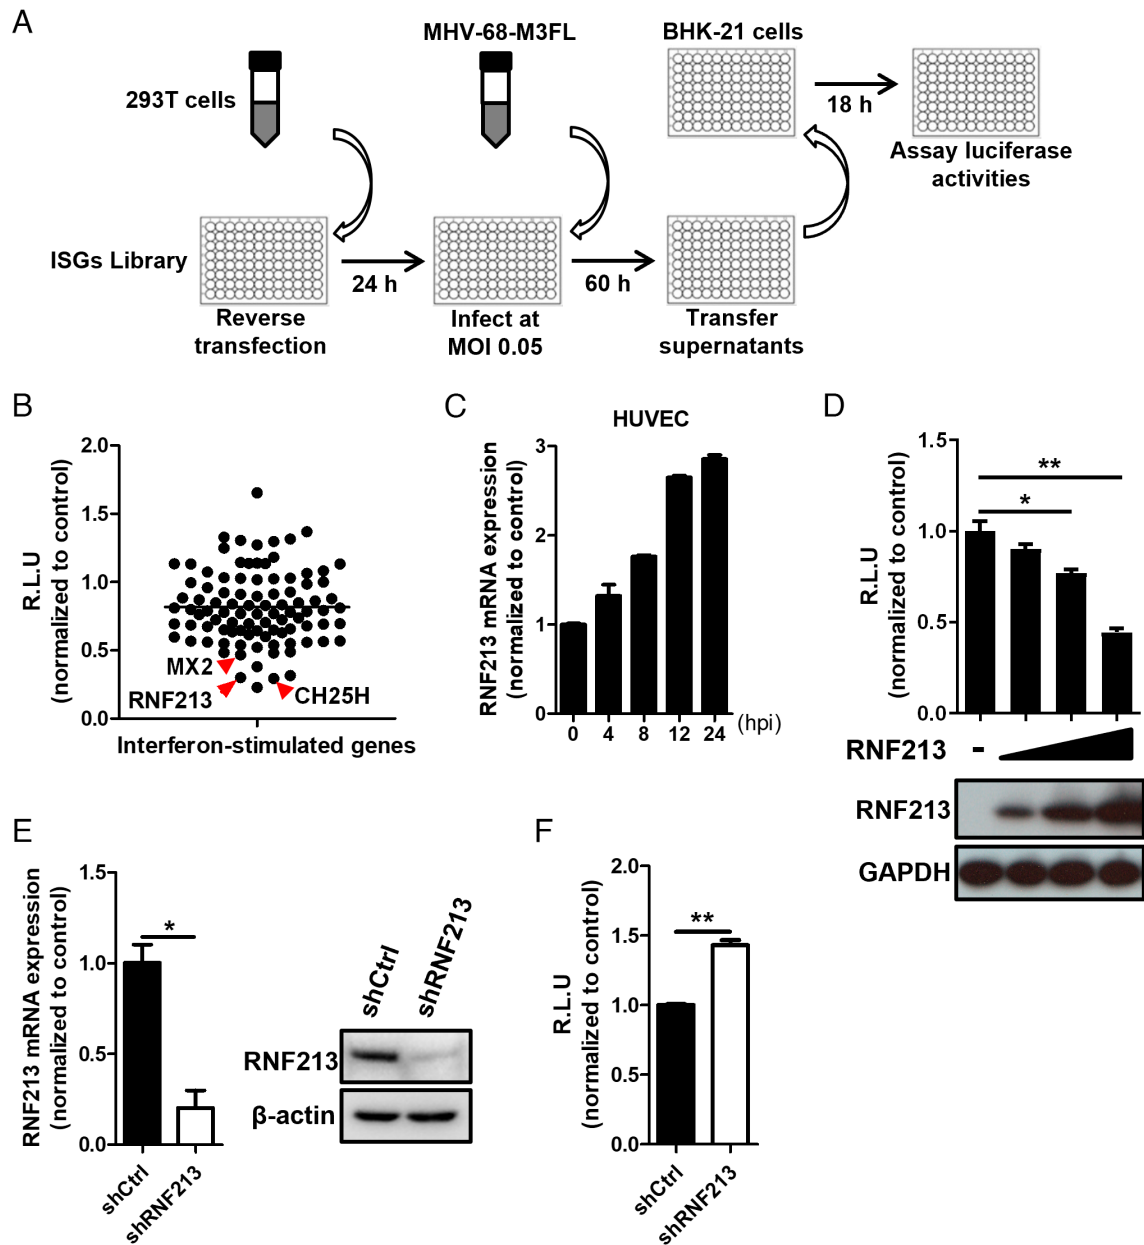 A
MHV-68-M3FL
BHK-21 cells
293T cells
18 h
Assay luciferase
activities
ISGs Library
24 h
60 h
Reverse
transfection
Infect at
MOI 0.05
Transfer
supernatants
B
R.L.U
(normalized to control)
2.0
1.5
1.0
0.5
0.0
MX2
RNF213
CH25H
Interferon-stimulated genes
C
HUVEC
RNF213 mRNA expression
(normalized to control)
3
2
1
0
0 4 8 12 24 (hpi)
D
R.L.U
(normalized to control)
1.5
1.0
0.5
0.0
**
*
RNF213 -
RNF213
GAPDH
E
RNF213 mRNA expression
(normalized to control)
1.5
1.0
0.5
0.0
*
shCtrl
shRNF213
shCtrl
shRNF213
RNF213
β-actin
F
R.L.U
(normalized to control)
2.0
1.5
1.0
0.5
0.0
**
shCtrl
shRNF213